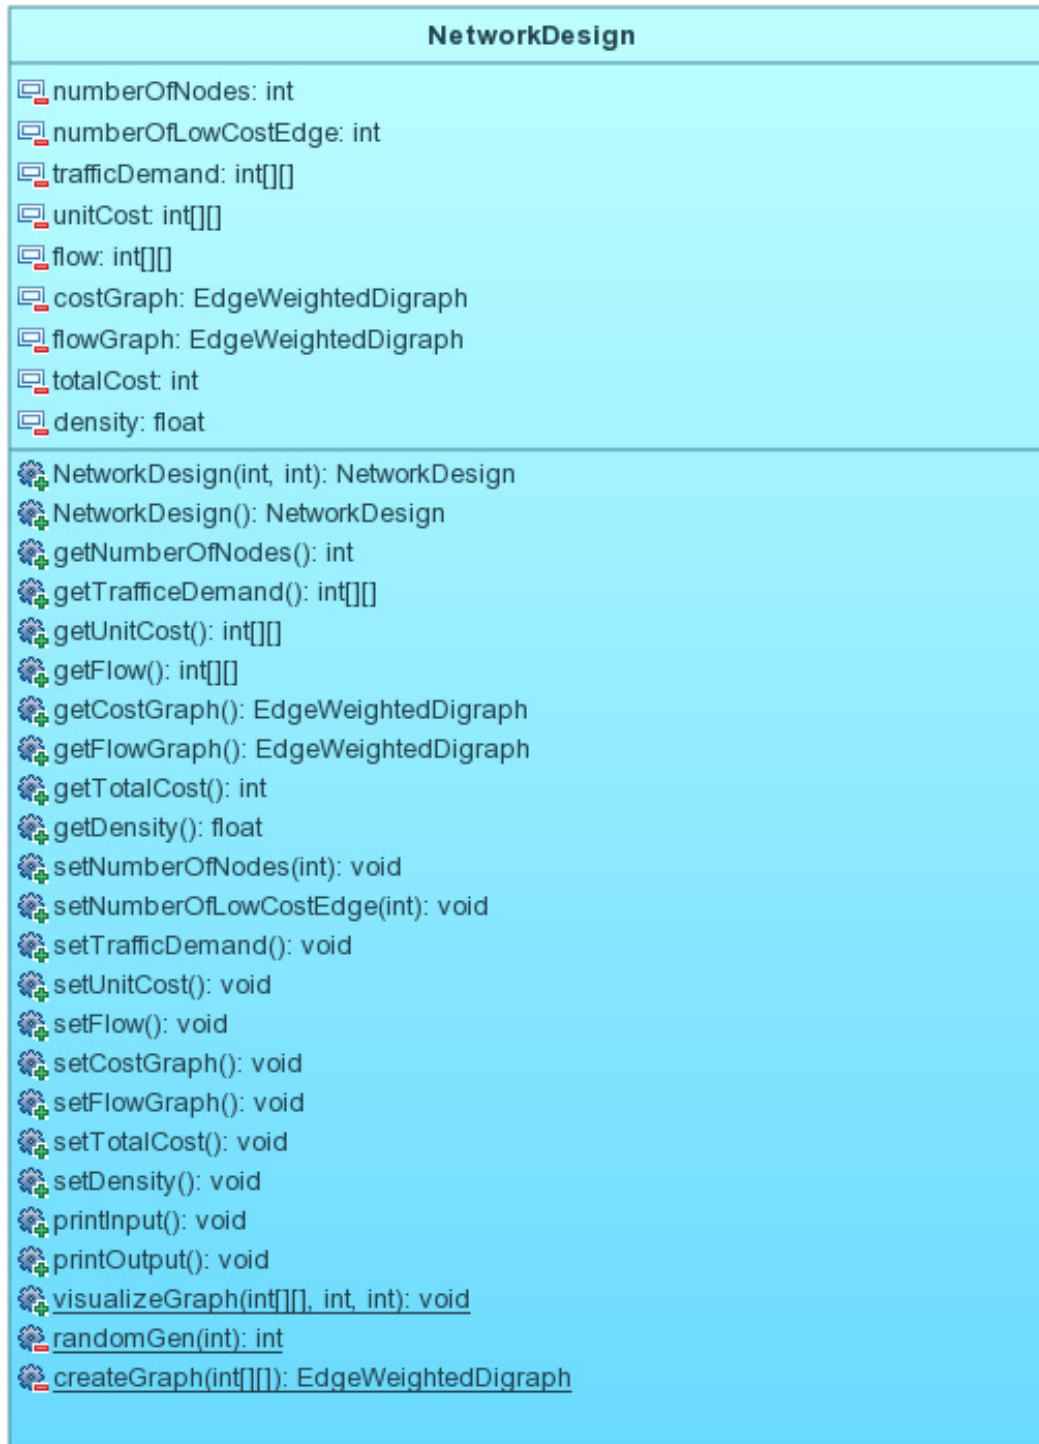 NetworkDesign
numberOfNodes: int
numberOfLowCostEdge: int
trafficDemand: int[][]
unitCost: int[][]
flow: int[][]
costGraph: EdgeWeightedDigraph
flowGraph: EdgeWeightedDigraph
totalCost: int
density: float
NetworkDesign(int, int): NetworkDesign
NetworkDesign(): NetworkDesign
getNumberOfNodes(): int
getTrafficeDemand(): int[][]
getUnitCost(): int[][]
getFlow(): int[][]
getCostGraph(): EdgeWeightedDigraph
getFlowGraph(): EdgeWeightedDigraph
getTotalCost(): int
getDensity(): float
setNumberOfNodes(int): void
setNumberOfLowCostEdge(int): void
setTrafficDemand(): void
setUnitCost(): void
setFlow(): void
setCostGraph(): void
setFlowGraph(): void
setTotalCost(): void
setDensity(): void
printInput(): void
printOutput(): void
visualizeGraph(int[][], int, int): void
randomGen(int): int
createGraph(int[][]): EdgeWeightedDigraph